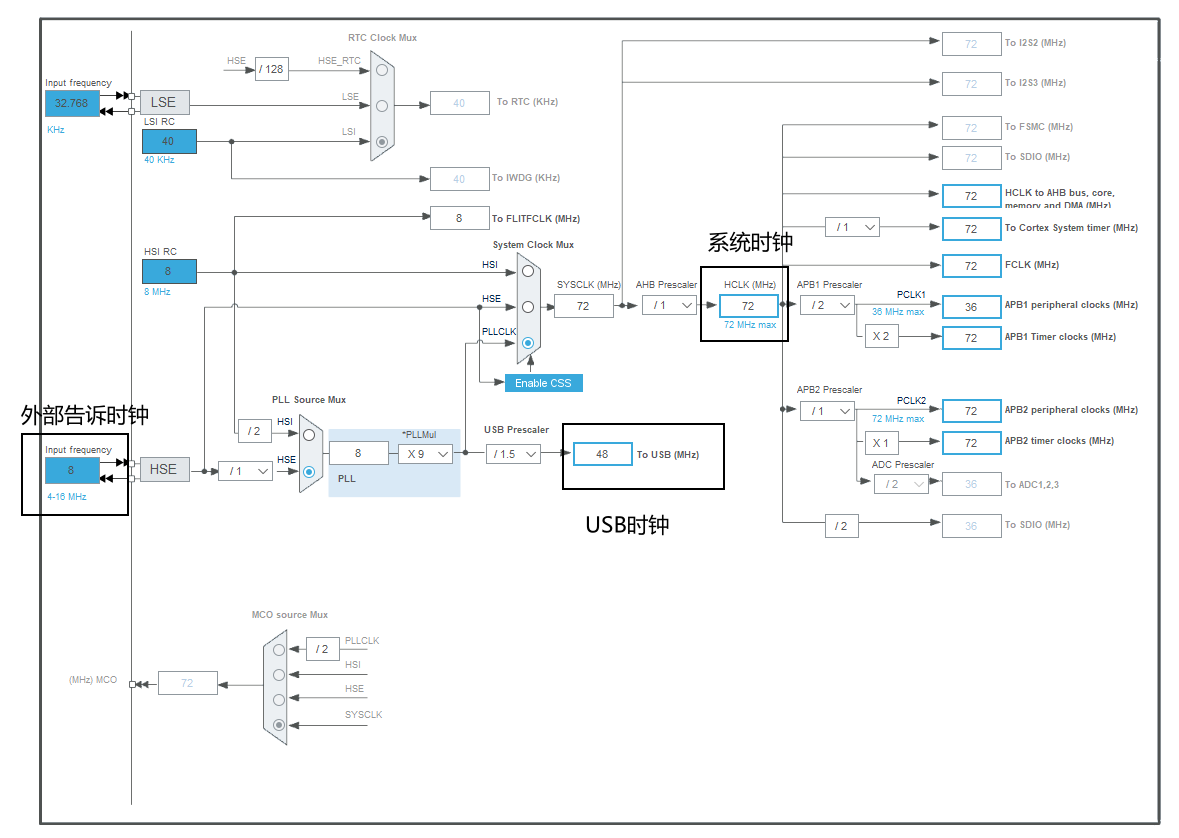 RTC Clock Mux
HSE
/ 128
HSE_RTC
72
To I2S2 (MHz)
Input frequency
32.768
KHz
LSE
LSE
40
To RTC (KHz)
72
To I2S3 (MHz)
LSI RC
40
40 KHz
LSI
72
To FSMC (MHz)
72
To SDIO (MHz)
40
To IWDG (KHz)
72
HCLK to AHB bus, core,
memory and DMA (MHz)
8
To FLITFCLK (MHz)
/ 1
72
To Cortex System timer (MHz)
System Clock Mux
系统时钟
HSI RC
8
8 MHz
HSI
72
FCLK (MHz)
SYSCLK (MHz)
AHB Prescaler
HCLK (MHz)
APB1 Prescaler
HSE
72
/ 1
72
72 MHz max
/ 2
PCLK1
36 MHz max
36
APB1 peripheral clocks (MHz)
PLLCLK
X 2
72
APB1 Timer clocks (MHz)
Enable CSS
PLL Source Mux
APB2 Prescaler
外部告诉时钟
/ 2
HSI
/ 1
PCLK2
72 MHz max
72
APB2 peripheral clocks (MHz)
USB Prescaler
*PLLMul
Input frequency
8
4-16 MHz
HSE
/ 1
HSE
8
X 9
PLL
/ 1.5
48
To USB (MHz)
X 1
72
APB2 timer clocks (MHz)
ADC Prescaler
/ 2
36
To ADC1,2,3
USB时钟
/ 2
36
To SDIO (MHz)
MCO source Mux
/ 2
PLLCLK
HSI
(MHz) MCO
72
HSE
SYSCLK